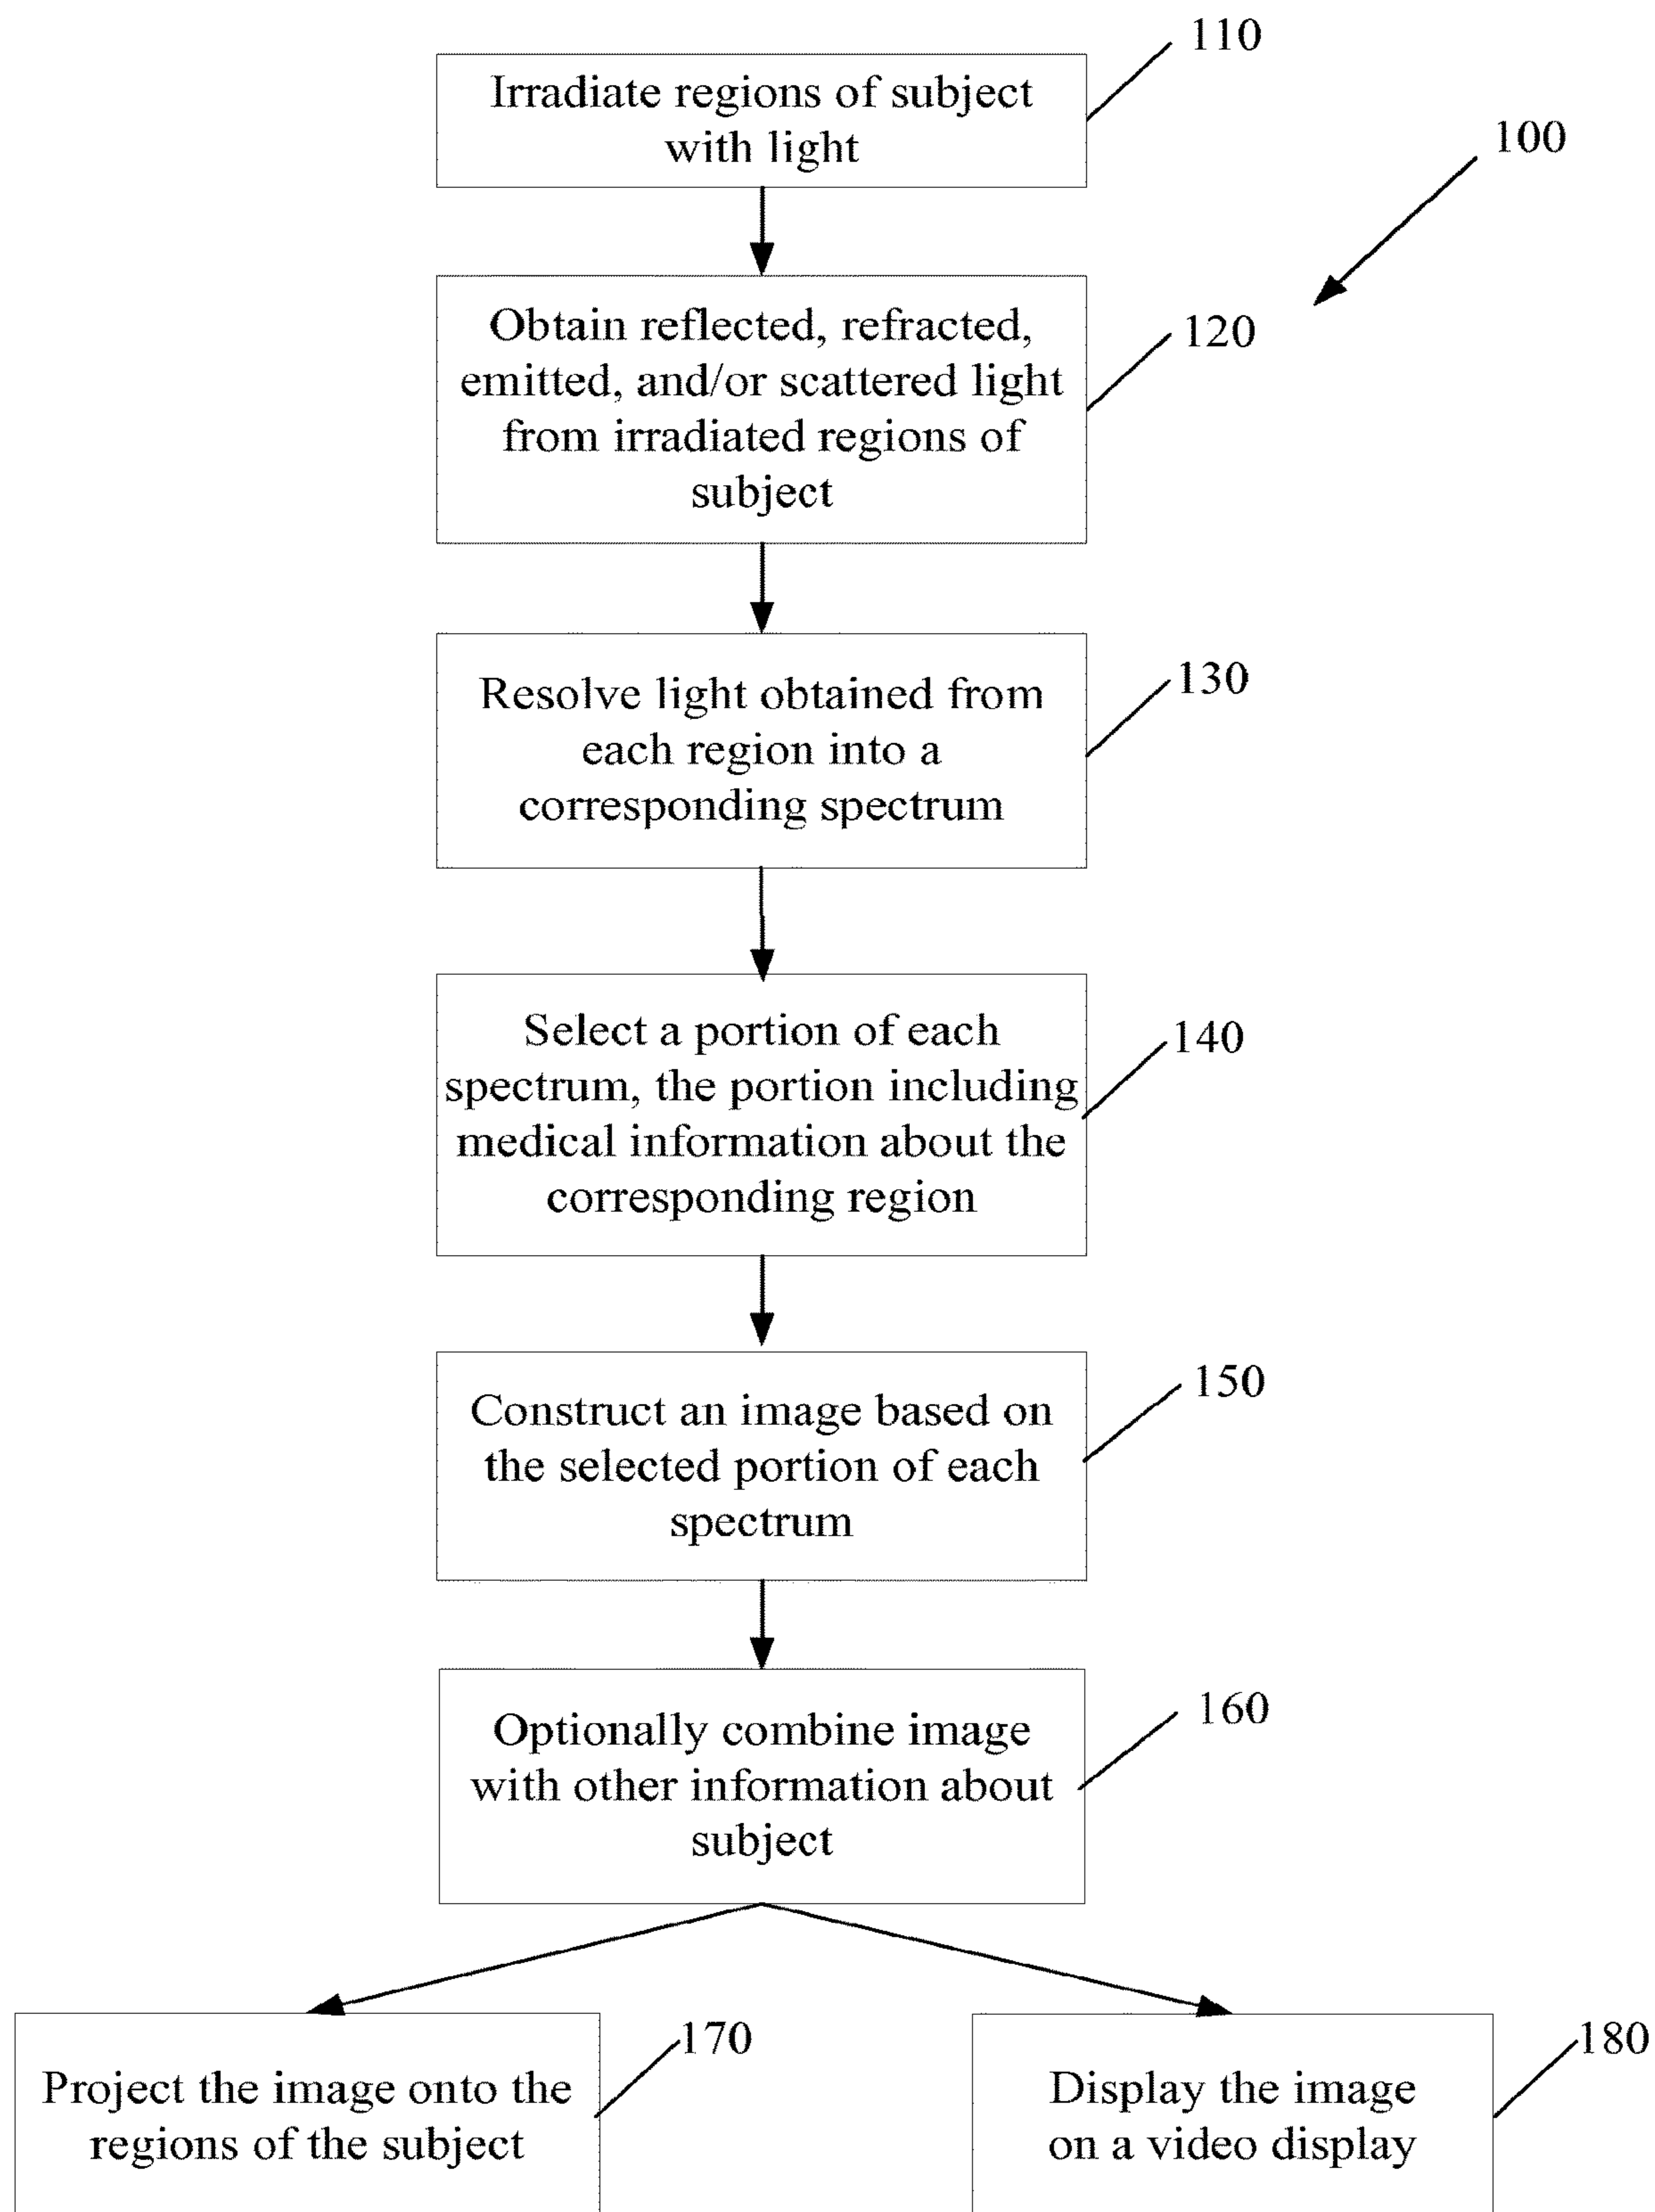 110
Irradiate regions of subject
with light
100
Obtain reflected, refracted,
emitted, and/or scattered light
from irradiated regions of
subject
120
Resolve light obtained from
each region into a
corresponding spectrum
130
Select a portion of each
spectrum, the portion including
medical information about the
corresponding region
140
Construct an image based on
the selected portion of each
spectrum
150
Optionally combine image
with other information about
subject
160
Project the image onto the
regions of the subject
170
Display the image
on a video display
180